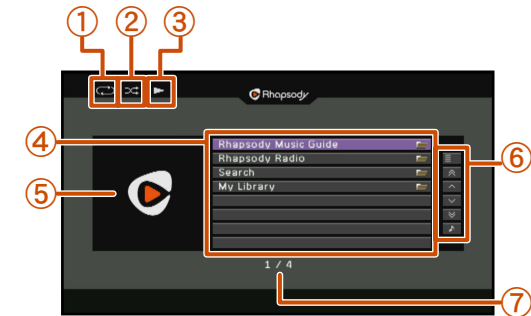 ① ② ③
Rhapsody
④ Rhapsody Music Guide
Rhapsody Radio
Search
My Library
⑤
⑥
1 / 4
⑦